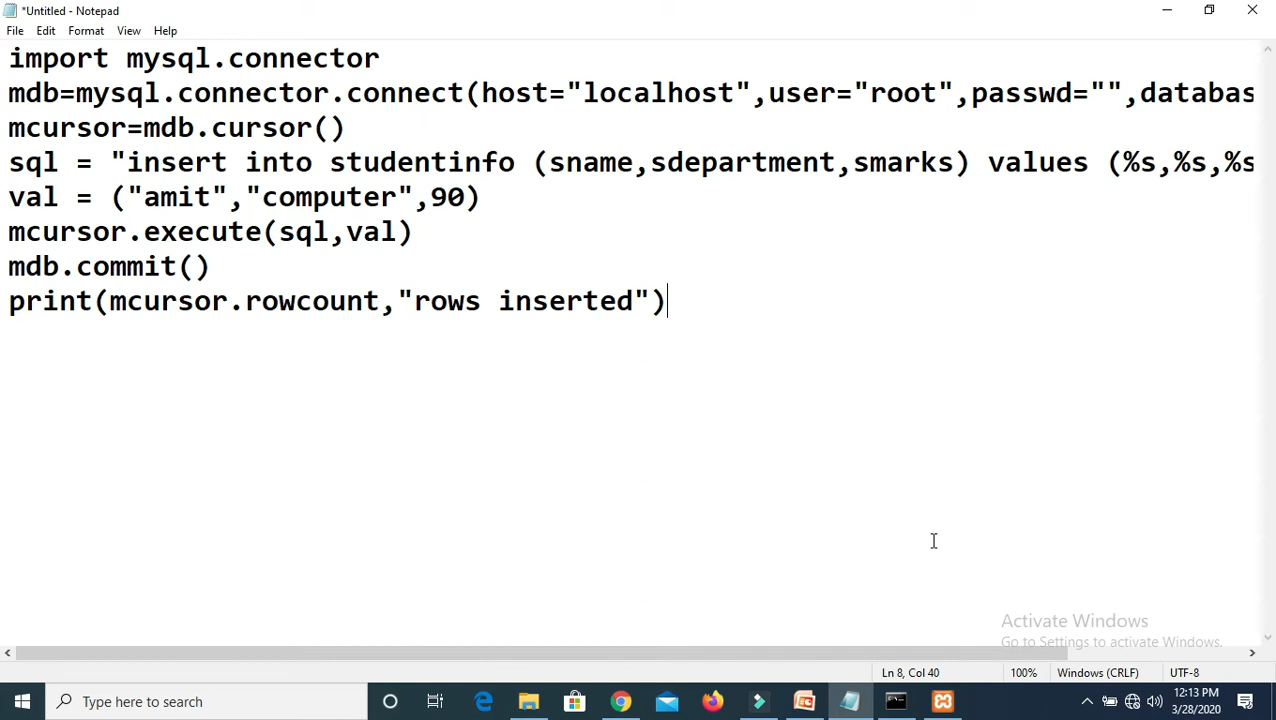 *Untitled - Notepad
File Edit Format View Help
import mysql.connector
mdb=mysql.connector.connect(host="localhost",user="root",passwd="",databas
mcursor=mdb.cursor()
sql = "insert into studentinfo (sname,sdepartment,smarks) values (%s,%s,%s
val = ("amit","computer",90)
mcursor.execute(sql,val)
mdb.commit()
print(mcursor.rowcount,"rows inserted")
Activate Windows
Go to Settings to activate Windows.
Ln 8, Col 40 100% Windows (CRLF) UTF-8
Type here to search
12:13 PM
3/28/2020